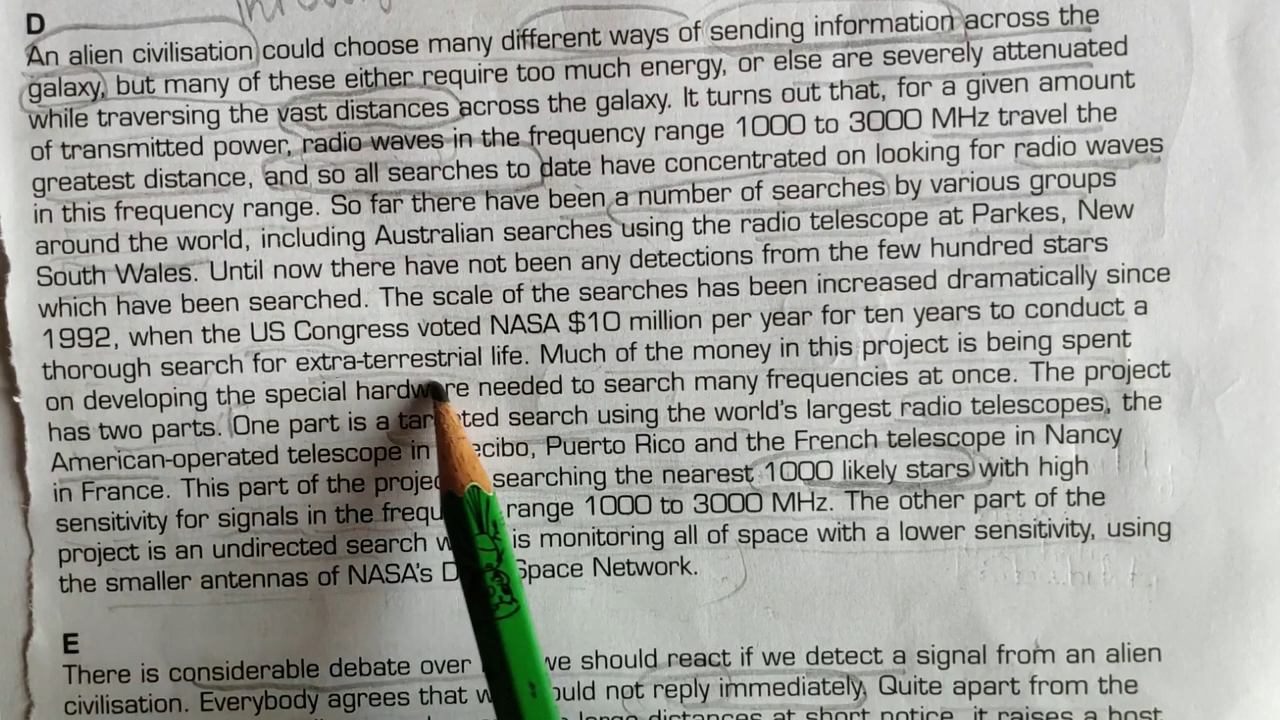 D
An alien civilisation could choose many different ways of sending information across the
galaxy, but many of these either require too much energy, or else are severely attenuated
while traversing the vast distances across the galaxy. It turns out that, for a given amount
of transmitted power, radio waves in the frequency range 1000 to 3000 MHz travel the
greatest distance, and so all searches to date have concentrated on looking for radio waves
in this frequency range. So far there have been a number of searches by various groups
around the world, including Australian searches using the radio telescope at Parkes, New
South Wales. Until now there have not been any detections from the few hundred stars
which have been searched. The scale of the searches has been increased dramatically since
1992, when the US Congress voted NASA $10 million per year for ten years to conduct a
thorough search for extra-terrestrial life. Much of the money in this project is being spent
on developing the special hardware needed to search many frequencies at once. The project
has two parts. One part is a targeted search using the world's largest radio telescopes, the
American-operated telescope in ecibo, Puerto Rico and the French telescope in Nancy
in France. This part of the projec searching the nearest 1000 likely stars with high
sensitivity for signals in the frequ range 1000 to 3000 MHz. The other part of the
project is an undirected search w is monitoring all of space with a lower sensitivity, using
the smaller antennas of NASA's D Space Network.
E
There is considerable debate over we should react if we detect a signal from an alien
civilisation. Everybody agrees that w ould not reply immediately. Quite apart from the
large distances at short notice, it raises a host